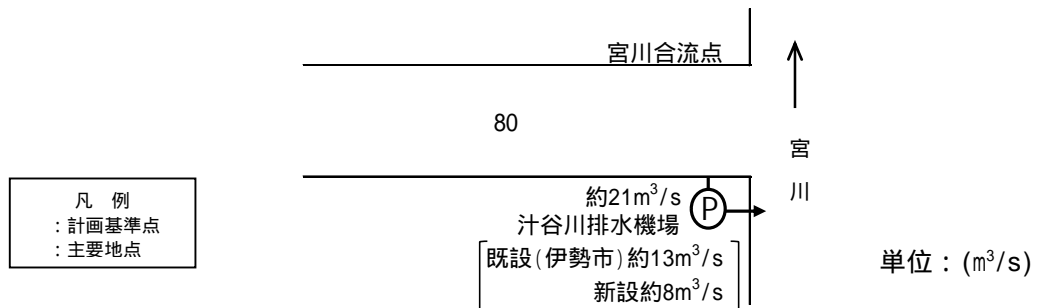 宮川合流点
80
宮
川
凡 例
:計画基準点
:主要地点
約21m³/s
P
汁谷川排水機場
既設(伊勢市)約13m³/s
新設約8m³/s
単位:(m³/s)